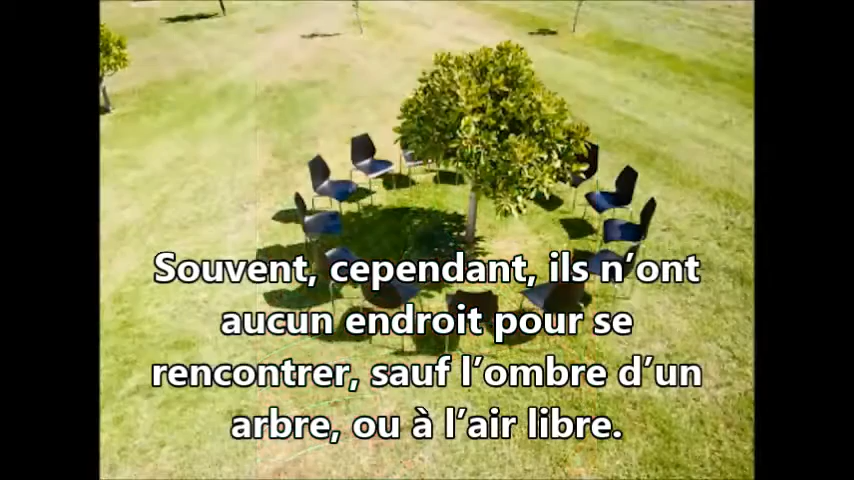 Souvent, cependant, ils n’ont
aucun endroit pour se
rencontrer, sauf l’ombre d’un
arbre, ou à l’air libre.